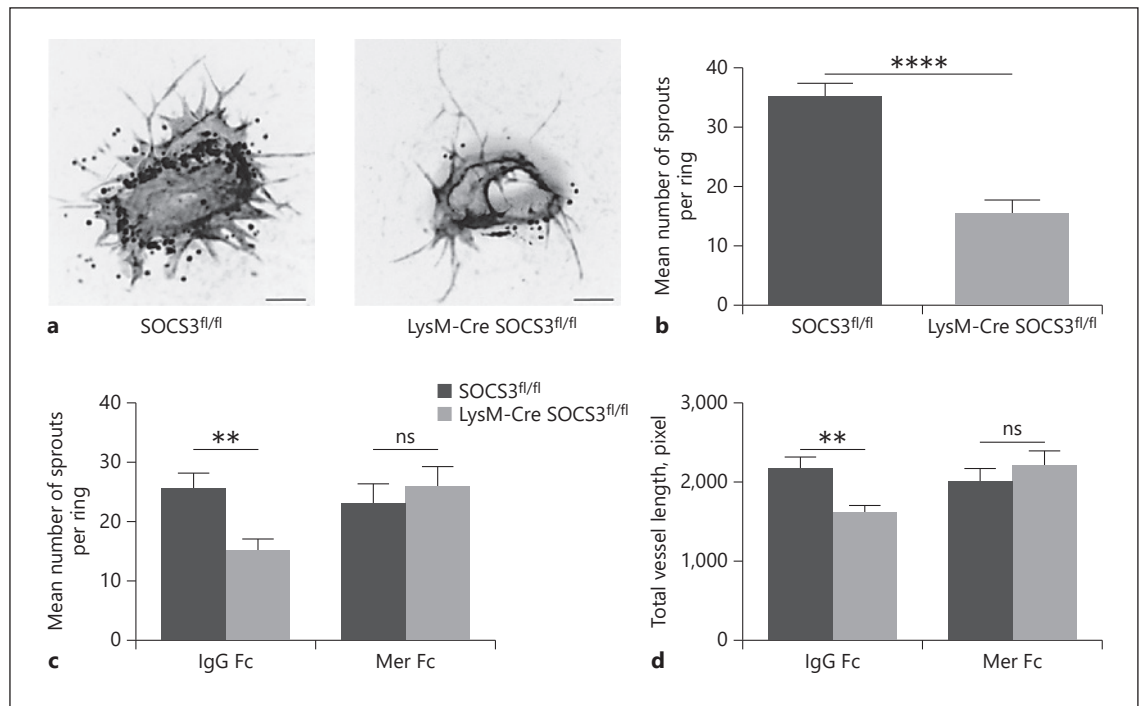 a
SOCS3fl/fl
LysM-Cre SOCS3fl/fl
b
Mean number of sprouts
per ring
40
30
20
10
0
****
SOCS3fl/fl
LysM-Cre SOCS3fl/fl
SOCS3fl/fl
LysM-Cre SOCS3fl/fl
c
Mean number of sprouts
per ring
40
30
20
10
0
**
ns
IgG Fc
Mer Fc
d
Total vessel length, pixel
3,000
2,000
1,000
0
**
ns
IgG Fc
Mer Fc